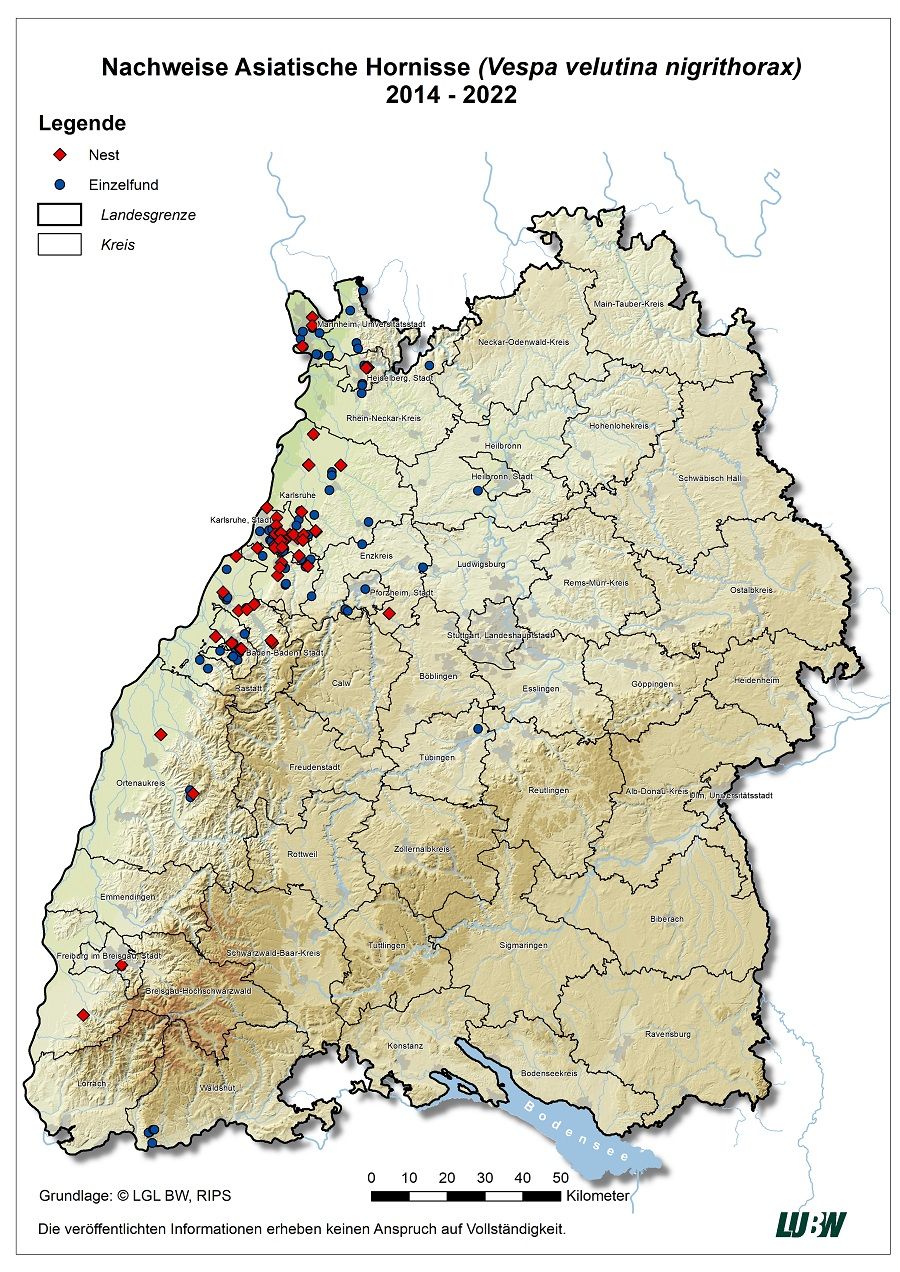 Nachweise Asiatische Hornisse (Vespa velutina nigrithorax)
2014 - 2022
Legende
Nest
Einzelfund
Landesgrenze
Kreis
Main-Tauber-Kreis
Mannheim, Universitätsstadt
Neckar-Odenwald-Kreis
Heidelberg, Stadt
Rhein-Neckar-Kreis
Hohenlohekreis
Heilbronn
Heilbronn, Stadt
Schwäbisch Hall
Karlsruhe
Karlsruhe, Stadt
Enzkreis
Ludwigsburg
Rems-Murr-Kreis
Ostalbkreis
Pforzheim, Stadt
Stuttgart, Landeshauptstadt
Baden-Baden, Stadt
Rastatt
Calw
Böblingen
Esslingen
Göppingen
Heidenheim
Tübingen
Freudenstadt
Ortenaukreis
Reutlingen
Alb-Donau-Kreis
Ulm, Universitätsstadt
Rottweil
Zollernalbkreis
Emmendingen
Biberach
Freiburg im Breisgau, Stadt
Schwarzwald-Baar-Kreis
Tuttlingen
Sigmaringen
Breisgau-Hochschwarzwald
Ravensburg
Konstanz
Bodenseekreis
Lörrach
Waldshut
Bodensee
0 10 20 30 40 50
Kilometer
Grundlage: © LGL BW, RIPS
Die veröffentlichten Informationen erheben keinen Anspruch auf Vollständigkeit.
LUBW